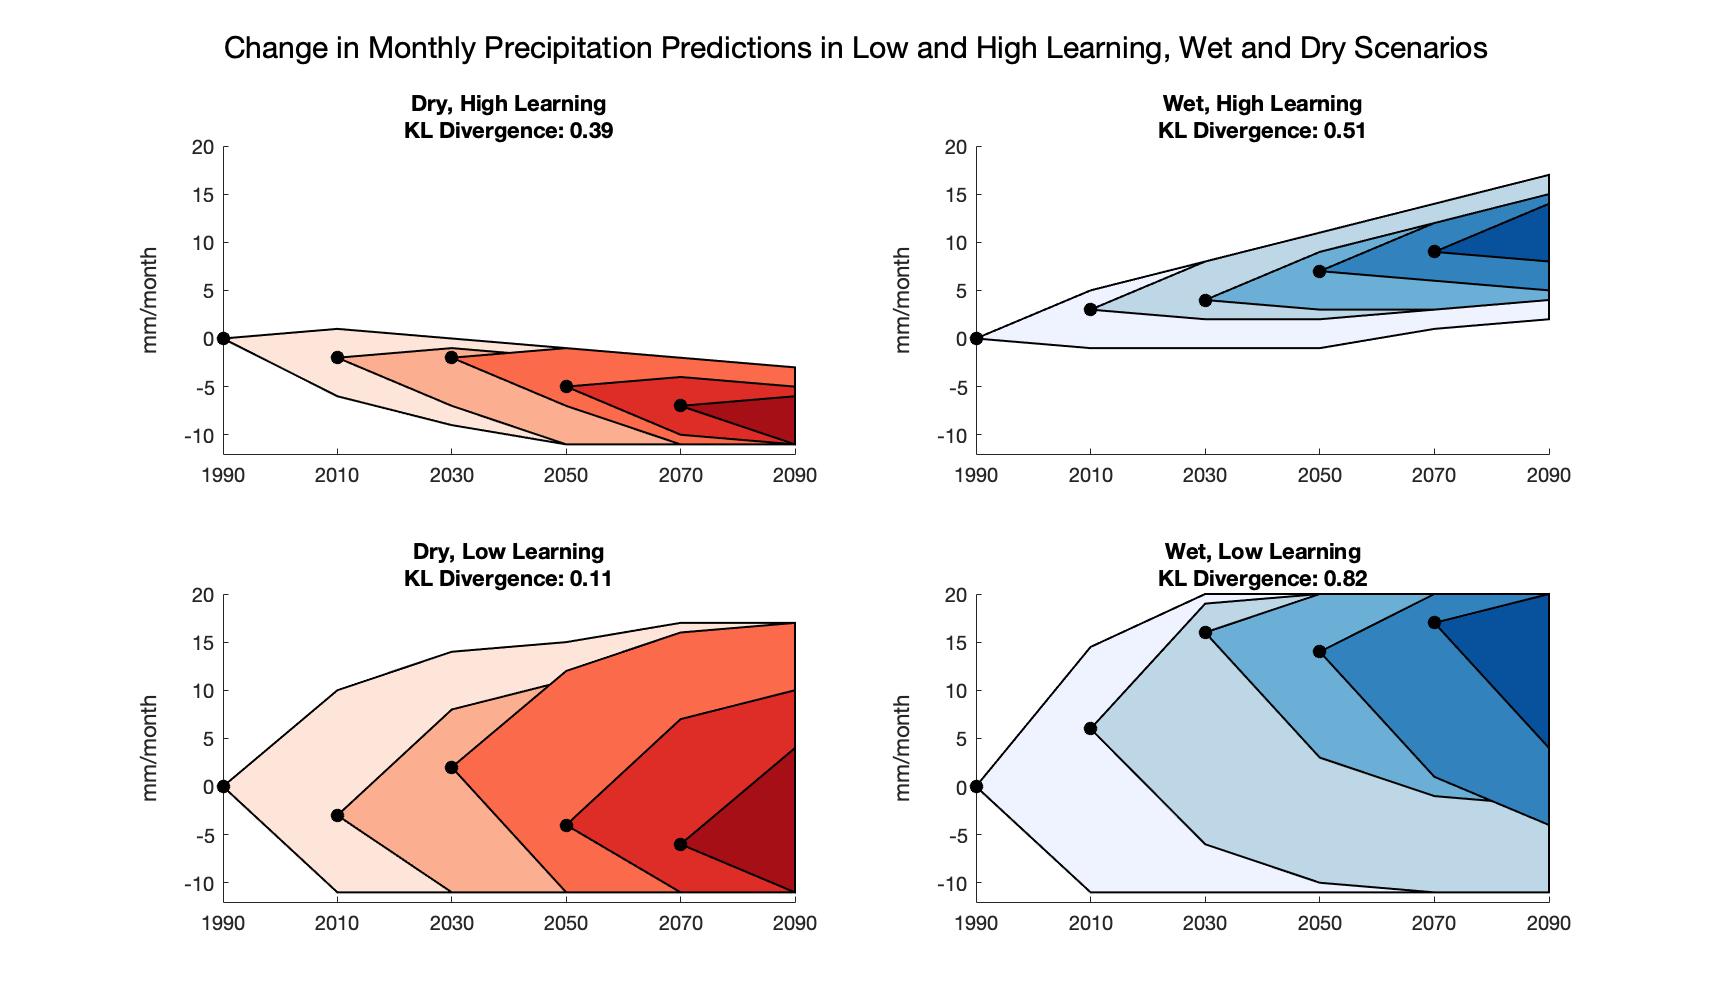 Change in Monthly Precipitation Predictions in Low and High Learning, Wet and Dry Scenarios
Dry, High Learning
KL Divergence: 0.39
20
15
10
5
0
-5
-10
mm/month
1990 2010 2030 2050 2070 2090
Wet, High Learning
KL Divergence: 0.51
20
15
10
5
0
-5
-10
mm/month
1990 2010 2030 2050 2070 2090
Dry, Low Learning
KL Divergence: 0.11
20
15
10
5
0
-5
-10
mm/month
1990 2010 2030 2050 2070 2090
Wet, Low Learning
KL Divergence: 0.82
20
15
10
5
0
-5
-10
mm/month
1990 2010 2030 2050 2070 2090